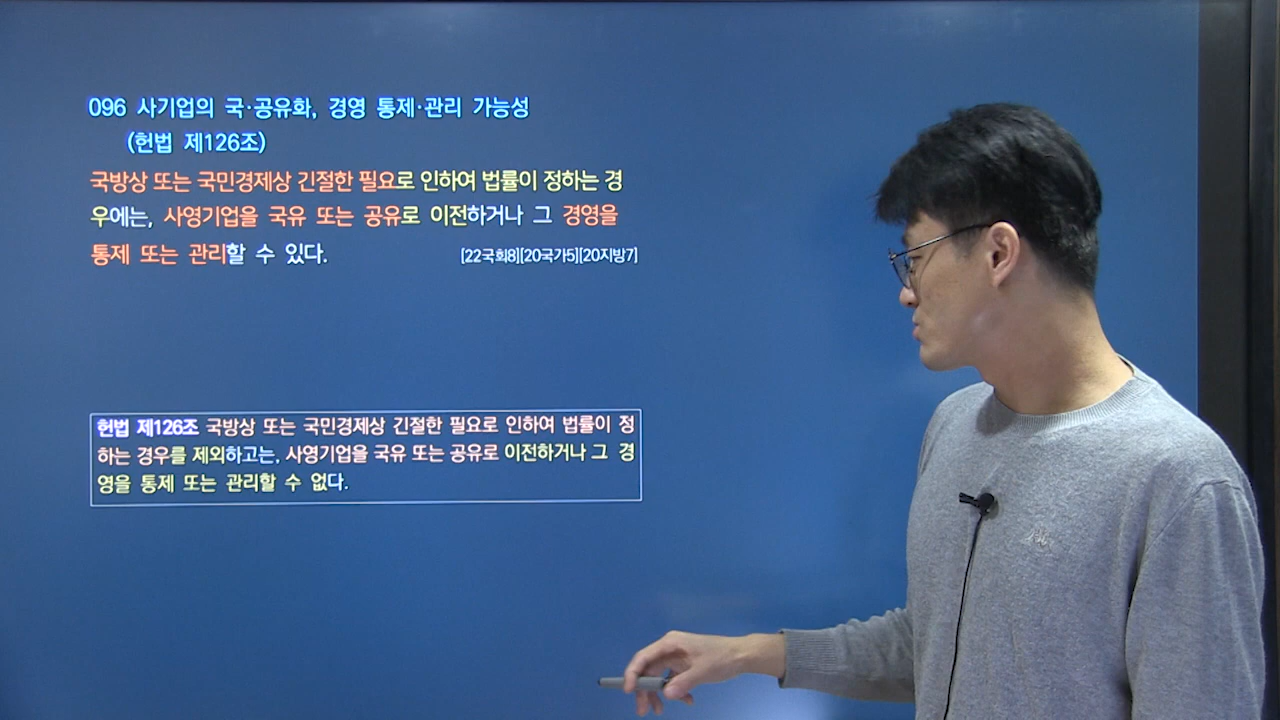 096 사기업의 국·공유화, 경영 통제·관리 가능성
(헌법 제126조)
국방상 또는 국민경제상 긴절한 필요로 인하여 법률이 정하는 경
우에는, 사영기업을 국유 또는 공유로 이전하거나 그 경영을
통제 또는 관리할 수 있다. [22국회8][20국가5][20지방7]
헌법 제126조 국방상 또는 국민경제상 긴절한 필요로 인하여 법률이 정
하는 경우를 제외하고는, 사영기업을 국유 또는 공유로 이전하거나 그 경
영을 통제 또는 관리할 수 없다.